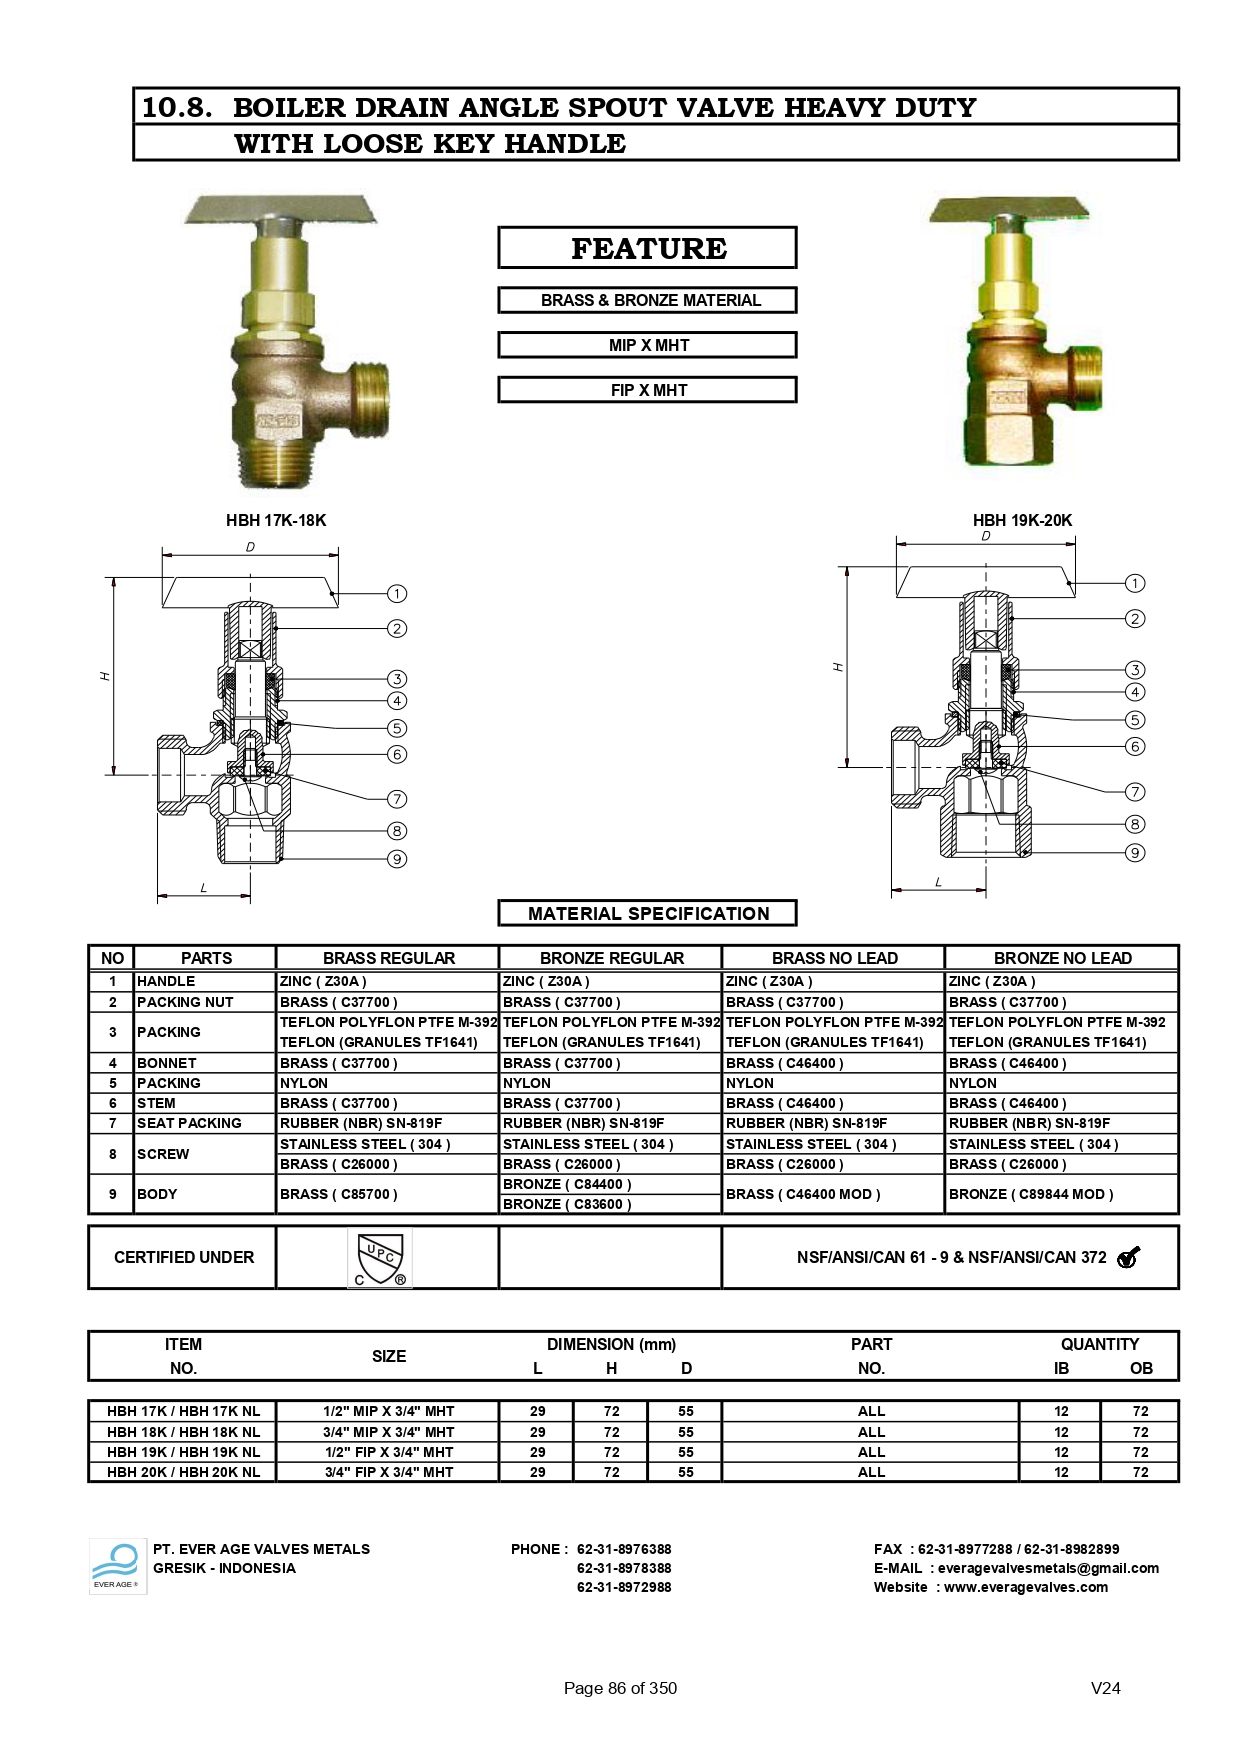 10.8. BOILER DRAIN ANGLE SPOUT VALVE HEAVY DUTY
WITH LOOSE KEY HANDLE
FEATURE
BRASS & BRONZE MATERIAL
MIP X MHT
FIP X MHT
HBH 17K-18K
HBH 19K-20K
D
H
1
2
3
4
5
6
7
8
9
L
D
H
1
2
3
4
5
6
7
8
9
L
MATERIAL SPECIFICATION
NO PARTS BRASS REGULAR BRONZE REGULAR BRASS NO LEAD BRONZE NO LEAD
1 HANDLE ZINC ( Z30A ) ZINC ( Z30A ) ZINC ( Z30A ) ZINC ( Z30A )
2 PACKING NUT BRASS ( C37700 ) BRASS ( C37700 ) BRASS ( C37700 ) BRASS ( C37700 )
3 PACKING TEFLON POLYFLON PTFE M-392 TEFLON POLYFLON PTFE M-392 TEFLON POLYFLON PTFE M-392 TEFLON POLYFLON PTFE M-392
TEFLON (GRANULES TF1641) TEFLON (GRANULES TF1641) TEFLON (GRANULES TF1641) TEFLON (GRANULES TF1641)
4 BONNET BRASS ( C37700 ) BRASS ( C37700 ) BRASS ( C46400 ) BRASS ( C46400 )
5 PACKING NYLON NYLON NYLON NYLON
6 STEM BRASS ( C37700 ) BRASS ( C37700 ) BRASS ( C46400 ) BRASS ( C46400 )
7 SEAT PACKING RUBBER (NBR) SN-819F RUBBER (NBR) SN-819F RUBBER (NBR) SN-819F RUBBER (NBR) SN-819F
8 SCREW STAINLESS STEEL ( 304 ) STAINLESS STEEL ( 304 ) STAINLESS STEEL ( 304 ) STAINLESS STEEL ( 304 )
BRASS ( C26000 ) BRASS ( C26000 ) BRASS ( C26000 ) BRASS ( C26000 )
9 BODY BRASS ( C85700 ) BRONZE ( C84400 ) BRASS ( C46400 MOD ) BRONZE ( C89844 MOD )
BRONZE ( C83600 )
CERTIFIED UNDER UPC C ® NSF/ANSI/CAN 61 - 9 & NSF/ANSI/CAN 372
ITEM SIZE DIMENSION (mm) PART QUANTITY
NO. L H D NO. IB OB
HBH 17K / HBH 17K NL 1/2" MIP X 3/4" MHT 29 72 55 ALL 12 72
HBH 18K / HBH 18K NL 3/4" MIP X 3/4" MHT 29 72 55 ALL 12 72
HBH 19K / HBH 19K NL 1/2" FIP X 3/4" MHT 29 72 55 ALL 12 72
HBH 20K / HBH 20K NL 3/4" FIP X 3/4" MHT 29 72 55 ALL 12 72
EVER AGE ®
PT. EVER AGE VALVES METALS PHONE : 62-31-8976388 FAX : 62-31-8977288 / 62-31-8982899
GRESIK - INDONESIA 62-31-8978388 E-MAIL : everagevalvesmetals@gmail.com
62-31-8972988 Website : www.everagevalves.com
Page 86 of 350 V24